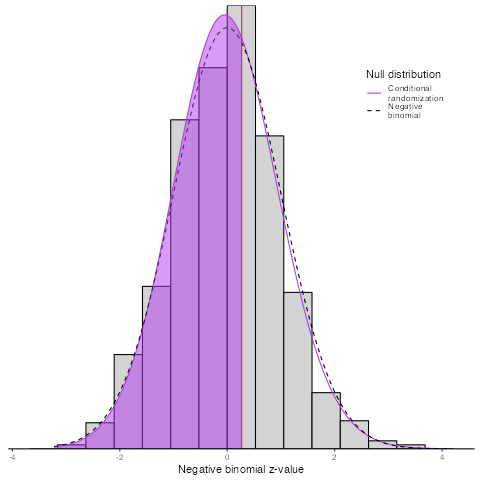 Null distribution
Conditional
randomization
Negative
binomial
-4 -2 0 2 4
Negative binomial z-value